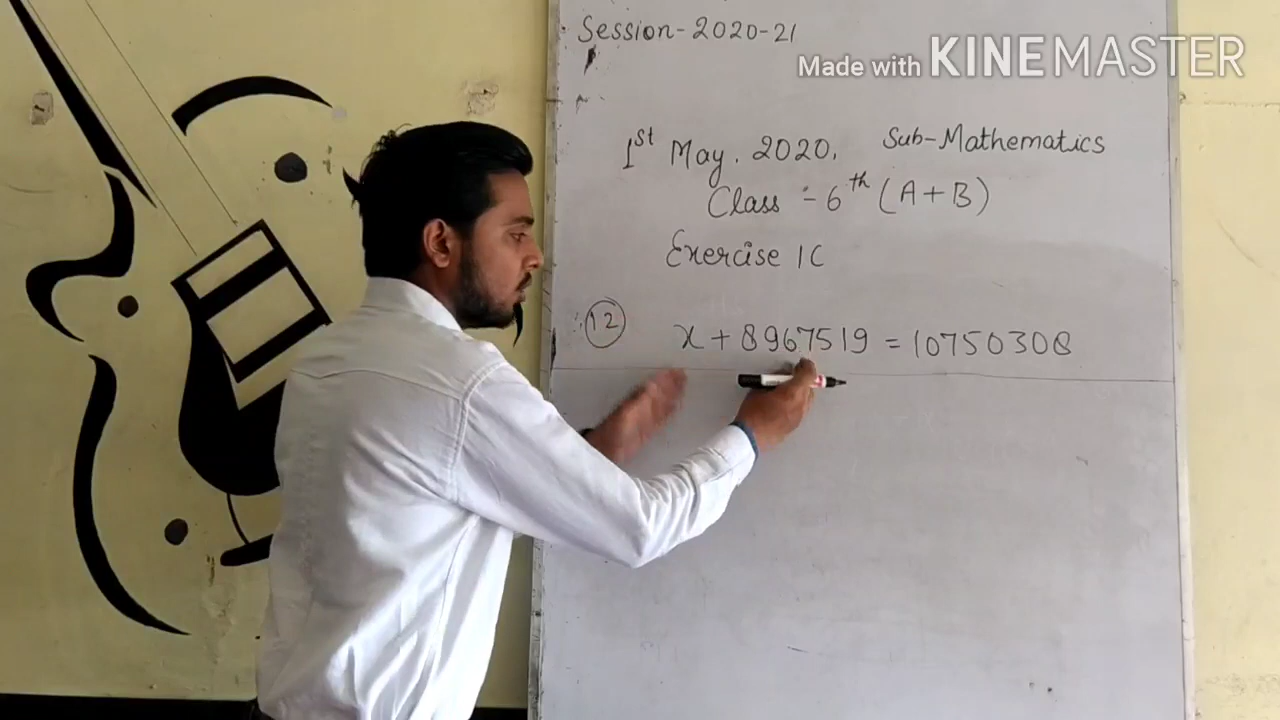 Session-2020-21
Made with KINEMASTER
1st May. 2020. Sub-Mathematics
Class :- 6th (A+B)
Exercise 1C
12 x + 8967519 = 10750308